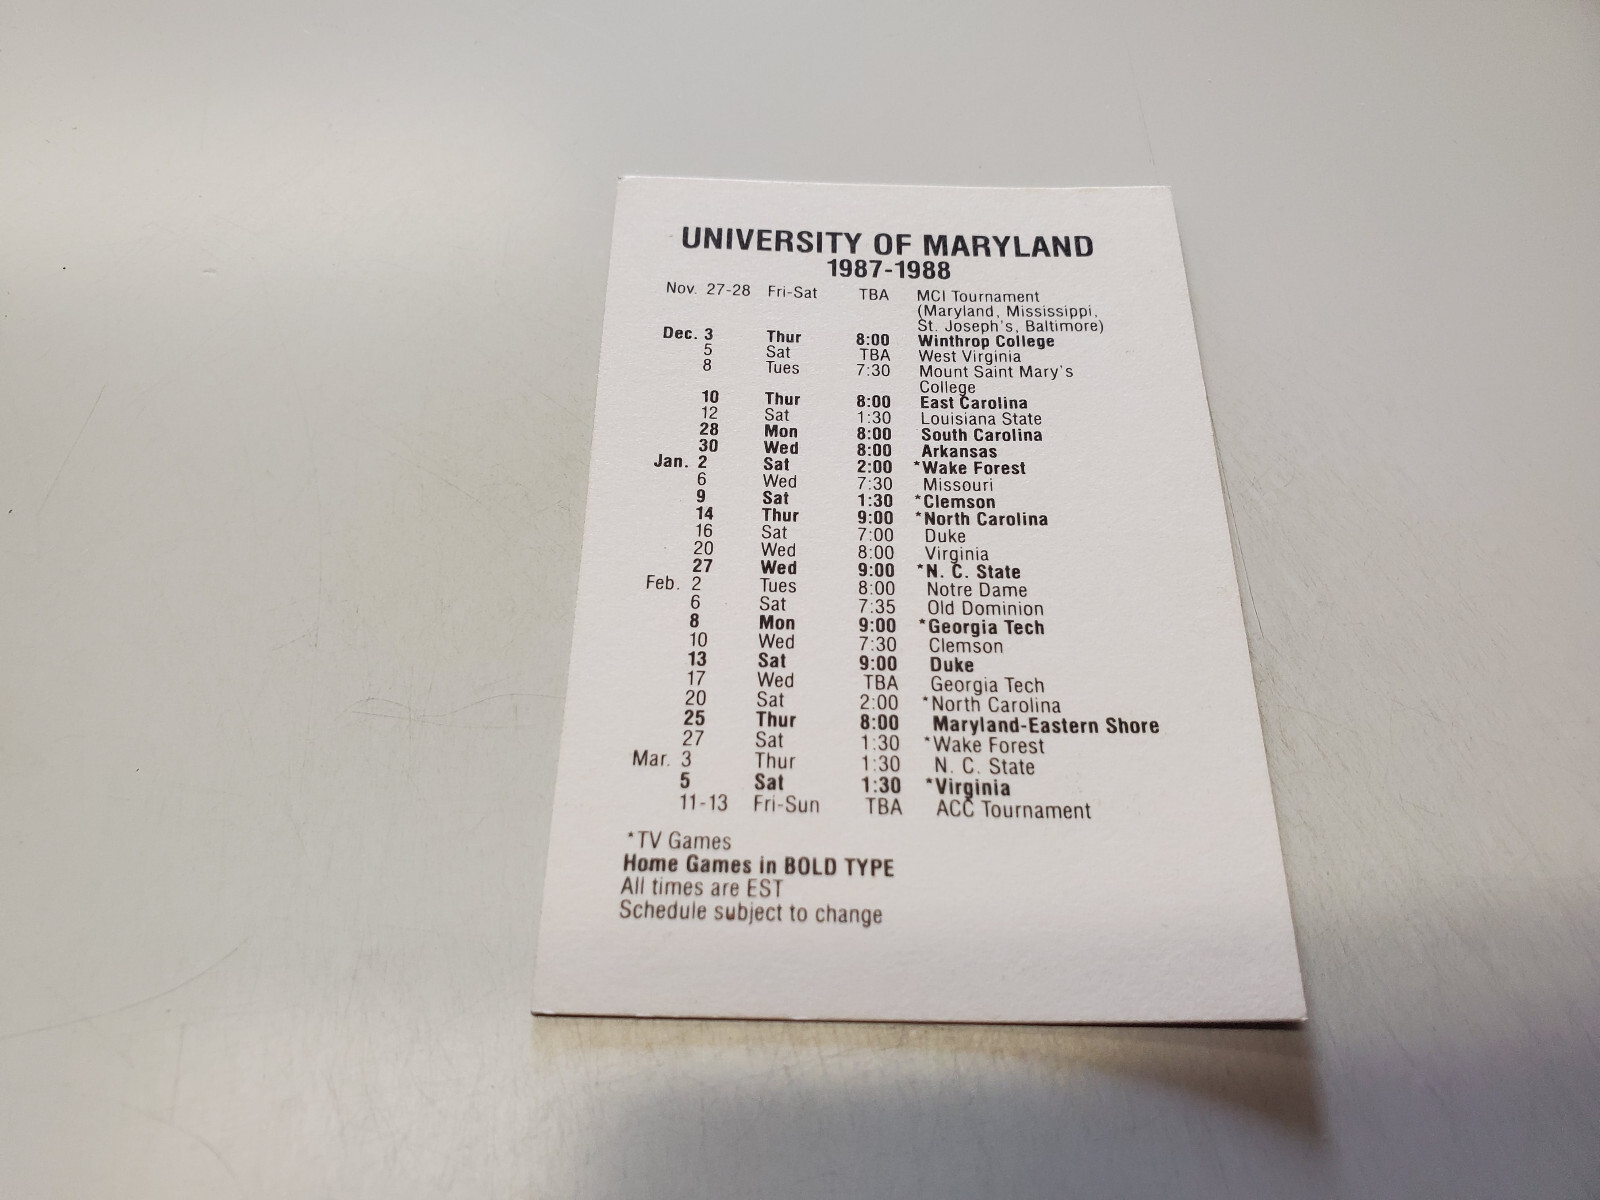 UNIVERSITY OF MARYLAND
1987-1988
Nov. 27-28 Fri-Sat TBA MCI Tournament
(Maryland, Mississippi,
St. Joseph's, Baltimore)
Dec. 3 Thur 8:00 Winthrop College
5 Sat TBA West Virginia
8 Tues 7:30 Mount Saint Mary's
College
10 Thur 8:00 East Carolina
12 Sat 1:30 Louisiana State
28 Mon 8:00 South Carolina
30 Wed 8:00 Arkansas
Jan. 2 Sat 2:00 *Wake Forest
6 Wed 7:30 Missouri
9 Sat 1:30 *Clemson
14 Thur 9:00 *North Carolina
16 Sat 7:00 Duke
20 Wed 8:00 Virginia
27 Wed 9:00 *N. C. State
Feb. 2 Tues 8:00 Notre Dame
6 Sat 7:35 Old Dominion
8 Mon 9:00 *Georgia Tech
10 Wed 7:30 Clemson
13 Sat 9:00 Duke
17 Wed TBA Georgia Tech
20 Sat 2:00 *North Carolina
25 Thur 8:00 Maryland-Eastern Shore
27 Sat 1:30 *Wake Forest
Mar. 3 Thur 1:30 N. C. State
5 Sat 1:30 *Virginia
11-13 Fri-Sun TBA ACC Tournament
*TV Games
Home Games in BOLD TYPE
All times are EST
Schedule subject to change